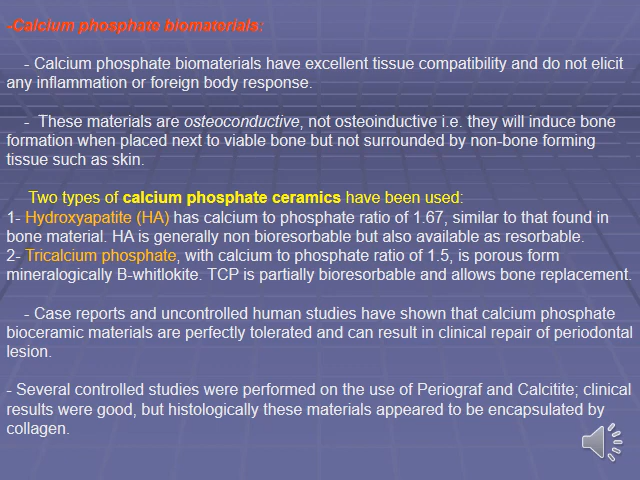 -Calcium phosphate biomaterials:
- Calcium phosphate biomaterials have excellent tissue compatibility and do not elicit
any inflammation or foreign body response.
- These materials are osteoconductive, not osteoinductive i.e. they will induce bone
formation when placed next to viable bone but not surrounded by non-bone forming
tissue such as skin.
Two types of calcium phosphate ceramics have been used:
1- Hydroxyapatite (HA) has calcium to phosphate ratio of 1.67, similar to that found in
bone material. HA is generally non bioresorbable but also available as resorbable.
2- Tricalcium phosphate, with calcium to phosphate ratio of 1.5, is porous form
mineralogically B-whitlokite. TCP is partially bioresorbable and allows bone replacement.
- Case reports and uncontrolled human studies have shown that calcium phosphate
bioceramic materials are perfectly tolerated and can result in clinical repair of periodontal
lesion.
- Several controlled studies were performed on the use of Periograf and Calcitite; clinical
results were good, but histologically these materials appeared to be encapsulated by
collagen.